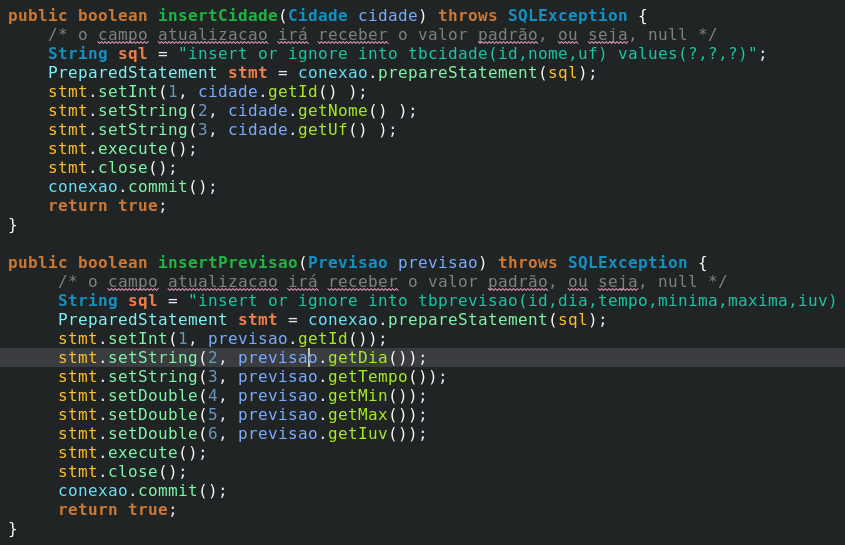 public boolean insertCidade(Cidade cidade) throws SQLException {
    /* o campo atualizacao irá receber o valor padrão, ou seja, null */
    String sql = "insert or ignore into tbcidade(id,nome,uf) values(?,?,?)";
    PreparedStatement stmt = conexao.prepareStatement(sql);
    stmt.setInt(1, cidade.getId() );
    stmt.setString(2, cidade.getNome() );
    stmt.setString(3, cidade.getUf() );
    stmt.execute();
    stmt.close();
    conexao.commit();
    return true;
}
public boolean insertPrevisao(Previsao previsao) throws SQLException {
     /* o campo atualizacao irá receber o valor padrão, ou seja, null */
     String sql = "insert or ignore into tbprevisao(id,dia,tempo,minima,maxima,iuv)
     PreparedStatement stmt = conexao.prepareStatement(sql);
     stmt.setInt(1, previsao.getId());
     stmt.setString(2, previsao.getDia());
     stmt.setString(3, previsao.getTempo());
     stmt.setDouble(4, previsao.getMin());
     stmt.setDouble(5, previsao.getMax());
     stmt.setDouble(6, previsao.getIuv());
     stmt.execute();
     stmt.close();
     conexao.commit();
     return true;
}